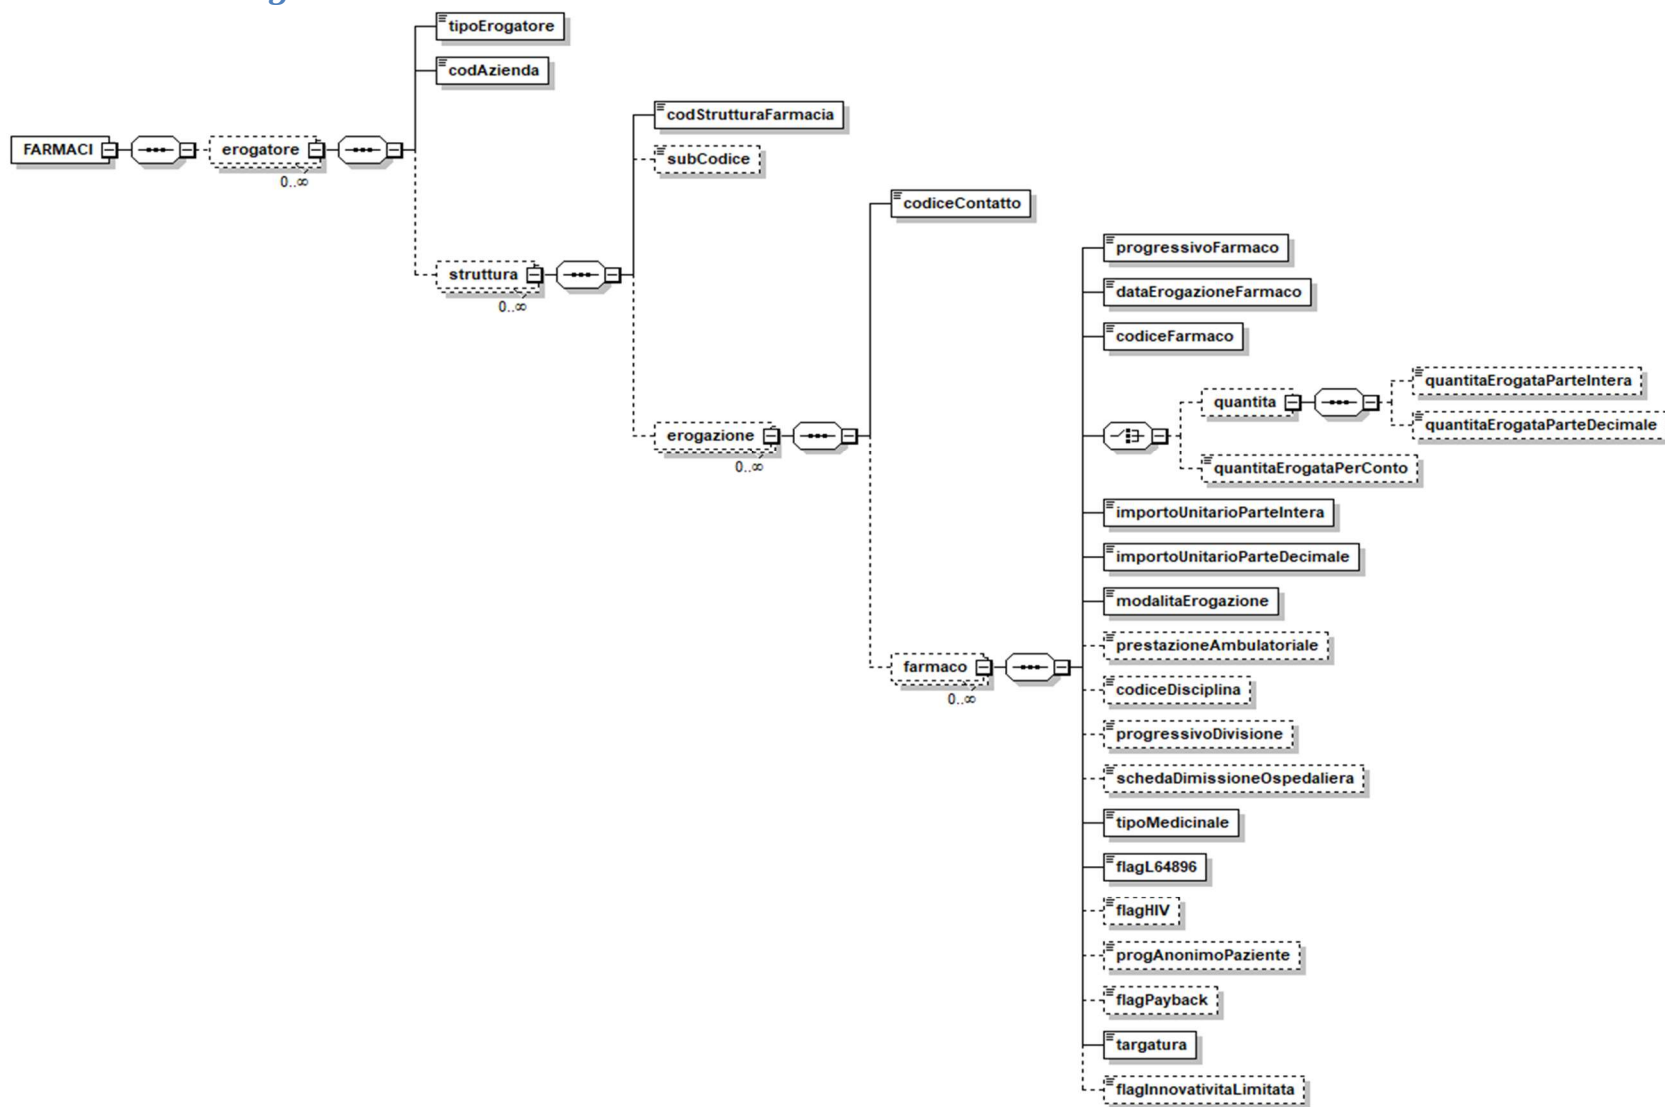 tipoErogatore
codAzienda
codStrutturaFarmacia
FARMACI
erogatore
0..∞
subCodice
codiceContatto
progressivoFarmaco
struttura
0..∞
dataErogazioneFarmaco
codiceFarmaco
quantita
quantitaErogataParteIntera
quantitaErogataParteDecimale
erogazione
0..∞
quantitaErogataPerConto
importoUnitarioParteIntera
importoUnitarioParteDecimale
modalitaErogazione
prestazioneAmbulatoriale
farmaco
0..∞
codiceDisciplina
progressivoDivisione
schedaDimissioneOspedaliera
tipoMedicinale
flagL64896
flagHIV
progAnonimoPaziente
flagPayback
targatura
flagInnovativitaLimitata